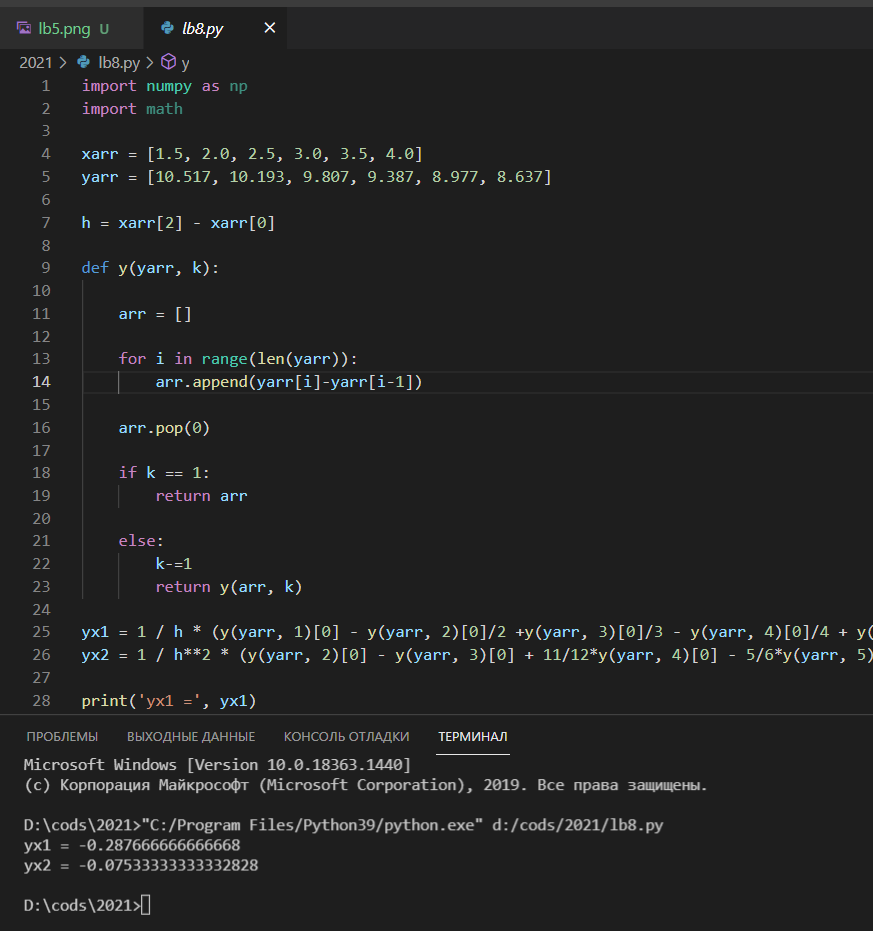 lb5.png U lb8.py
2021 > lb8.py > y
1 import numpy as np
2 import math
3
4 xarr = [1.5, 2.0, 2.5, 3.0, 3.5, 4.0]
5 yarr = [10.517, 10.193, 9.807, 9.387, 8.977, 8.637]
6
7 h = xarr[2] - xarr[0]
8
9 def y(yarr, k):
10
11 arr = []
12
13 for i in range(len(yarr)):
14 arr.append(yarr[i]-yarr[i-1])
15
16 arr.pop(0)
17
18 if k == 1:
19 return arr
20
21 else:
22 k-=1
23 return y(arr, k)
24
25 yx1 = 1 / h * (y(yarr, 1)[0] - y(yarr, 2)[0]/2 +y(yarr, 3)[0]/3 - y(yarr, 4)[0]/4 + y(
26 yx2 = 1 / h**2 * (y(yarr, 2)[0] - y(yarr, 3)[0] + 11/12*y(yarr, 4)[0] - 5/6*y(yarr, 5)
27
28 print('yx1 =', yx1)
ПРОБЛЕМЫ ВЫХОДНЫЕ ДАННЫЕ КОНСОЛЬ ОТЛАДКИ ТЕРМИНАЛ
Microsoft Windows [Version 10.0.18363.1440]
(c) Корпорация Майкрософт (Microsoft Corporation), 2019. Все права защищены.
D:\cods\2021>"C:/Program Files/Python39/python.exe" d:/cods/2021/lb8.py
yx1 = -0.287666666666668
yx2 = -0.07533333333332828
D:\cods\2021>